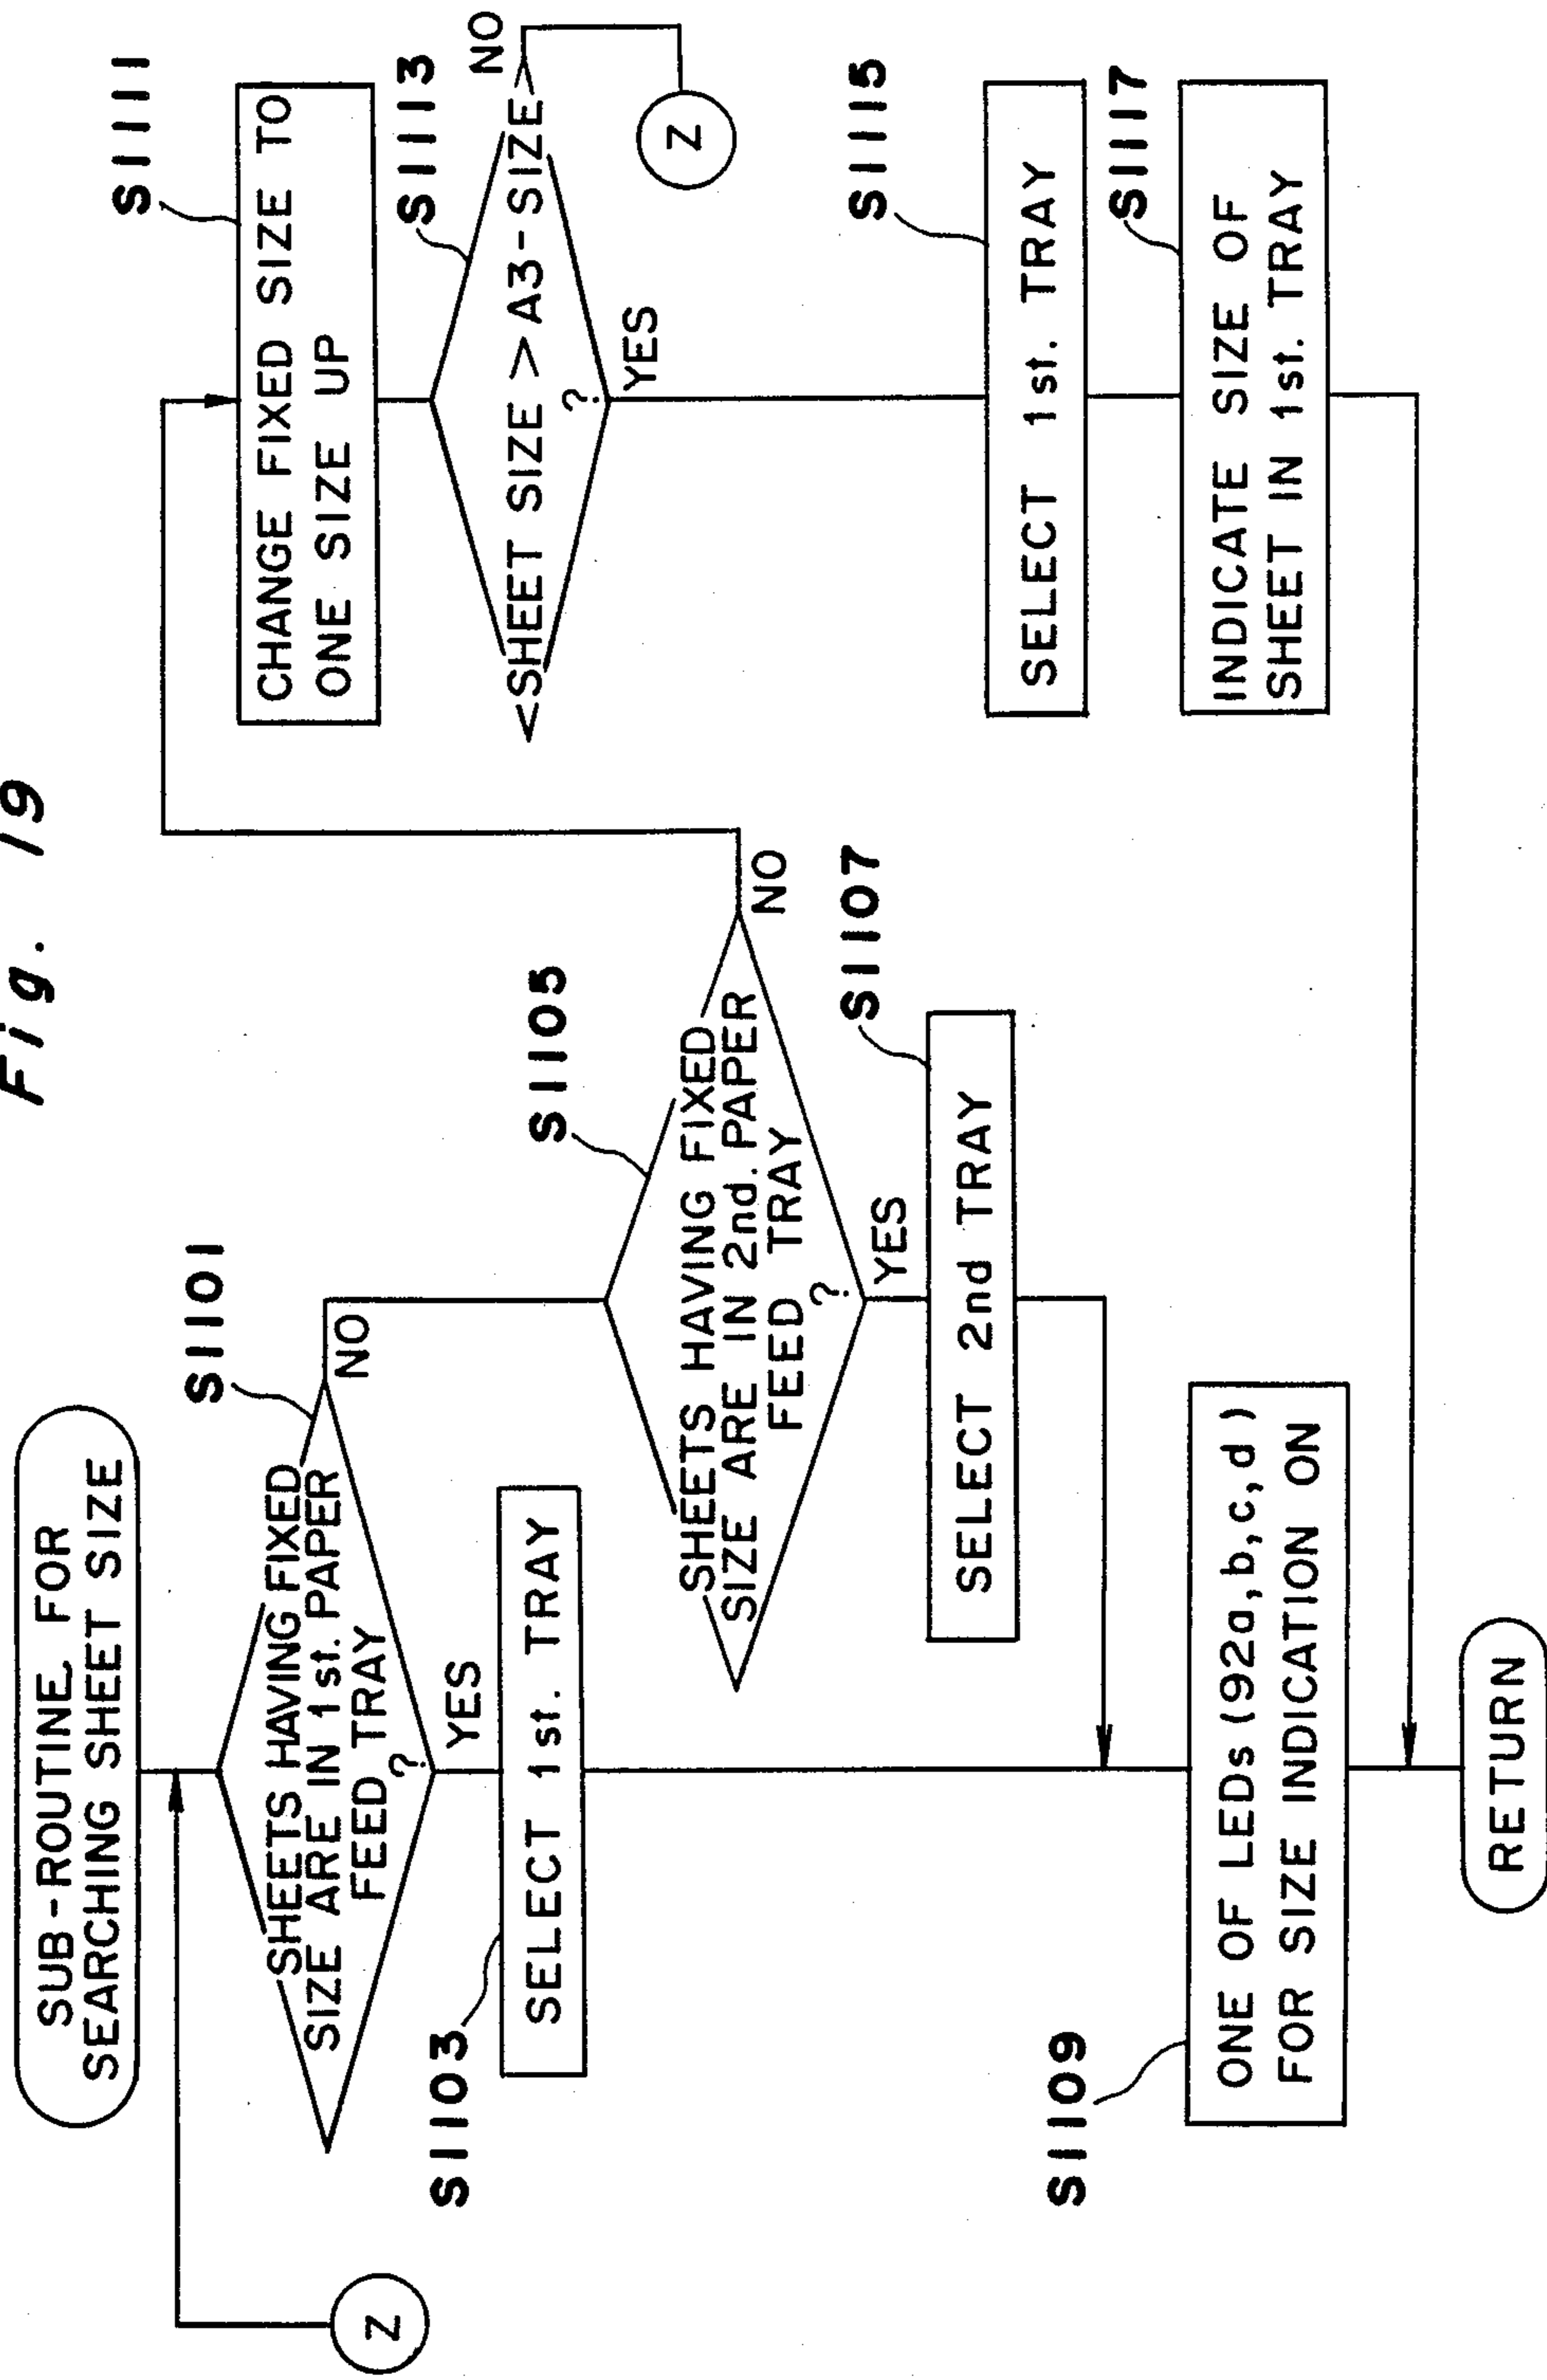 Fig. 19
SUB-ROUTINE FOR
SEARCHING SHEET SIZE
Z
S1101
SHEETS HAVING FIXED
SIZE ARE IN 1st. PAPER
FEED TRAY
?
NO
YES
S1103
SELECT 1st. TRAY
S1105
SHEETS HAVING FIXED
SIZE ARE IN 2nd. PAPER
FEED TRAY
?
NO
YES
S1107
SELECT 2nd TRAY
S1109
ONE OF LEDs (92a,b,c,d)
FOR SIZE INDICATION ON
RETURN
S1111
CHANGE FIXED SIZE TO
ONE SIZE UP
S1113
SHEET SIZE > A3-SIZE
?
NO
Z
YES
S1115
SELECT 1st. TRAY
S1117
INDICATE SIZE OF
SHEET IN 1st. TRAY